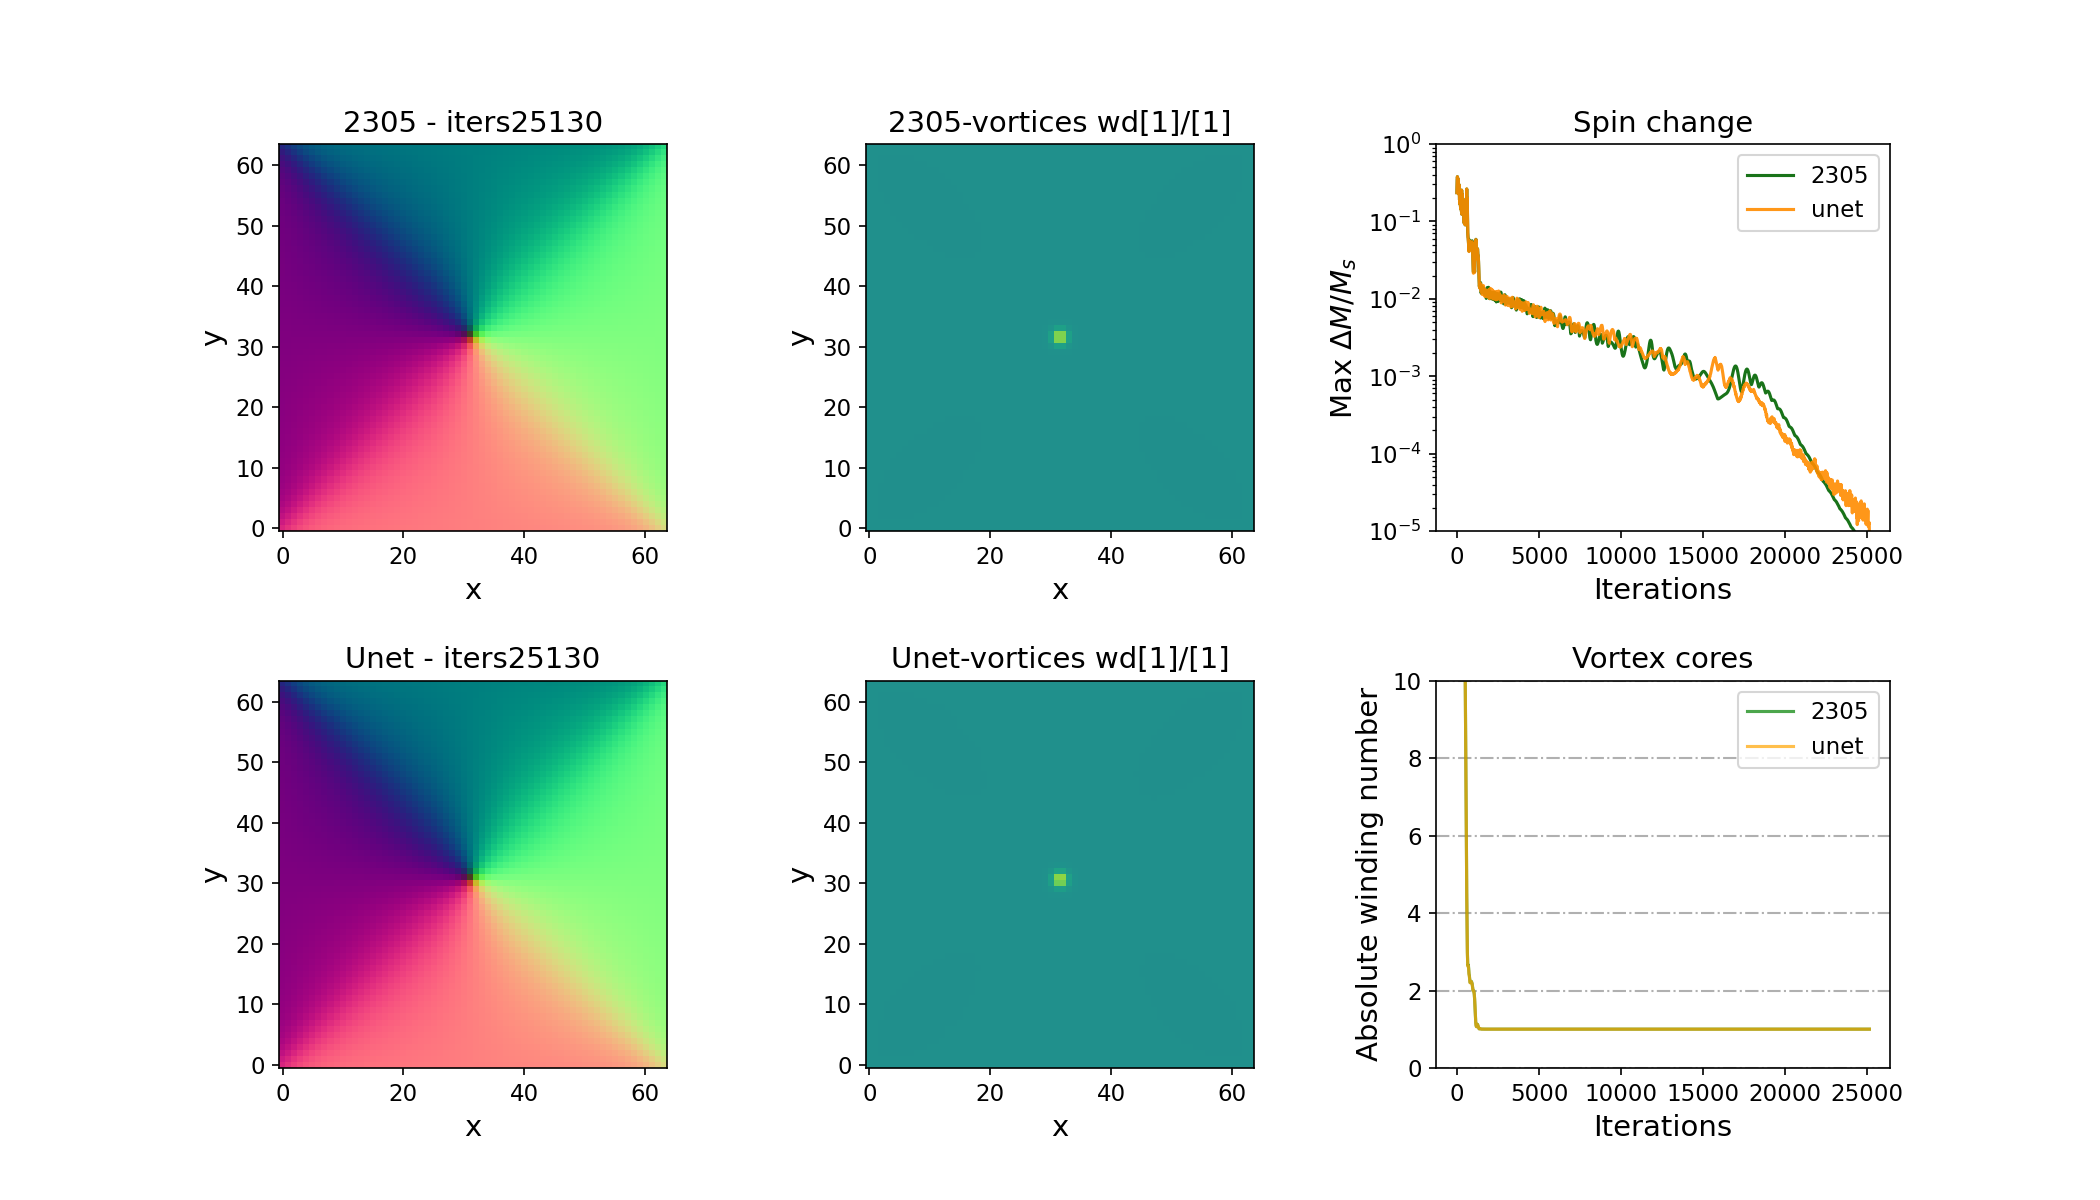 2305 - iters25130
60
50
40
30
20
10
0
y
0 20 40 60
x
2305-vortices wd[1]/[1]
60
50
40
30
20
10
0
y
0 20 40 60
x
Spin change
10⁰
10⁻¹
10⁻²
10⁻³
10⁻⁴
10⁻⁵
Max ΔM/Mₛ
2305
unet
0 5000 10000 15000 20000 25000
Iterations
Unet - iters25130
60
50
40
30
20
10
0
y
0 20 40 60
x
Unet-vortices wd[1]/[1]
60
50
40
30
20
10
0
y
0 20 40 60
x
Vortex cores
10
8
6
4
2
0
Absolute winding number
2305
unet
0 5000 10000 15000 20000 25000
Iterations